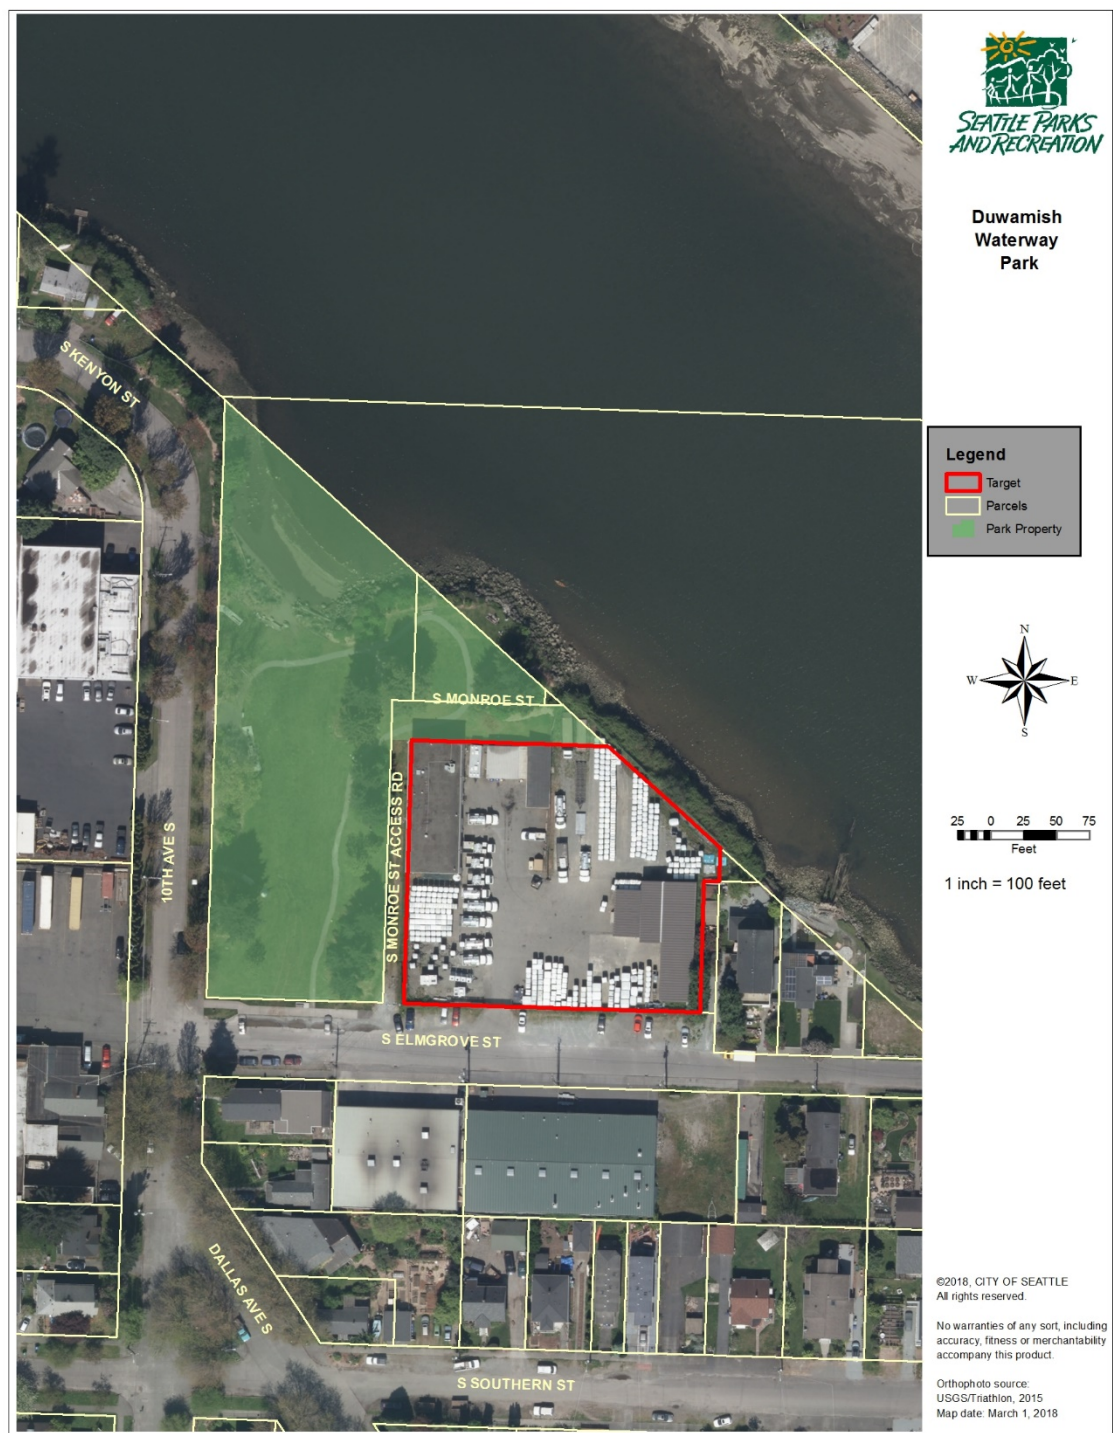 SEATTLE PARKS
AND RECREATION
Duwamish
Waterway
Park
S KENYON ST
Legend
Target
Parcels
Park Property
N
W
E
S
S MONROE ST
S MONROE ST ACCESS RD
10TH AVE S
25 0 25 50 75
Feet
1 inch = 100 feet
S ELMGROVE ST
DALLAS AVE S
S SOUTHERN ST
©2018, CITY OF SEATTLE
All rights reserved.
No warranties of any sort, including
accuracy, fitness or merchantability
accompany this product.
Orthophoto source:
USGS/Triathlon, 2015
Map date: March 1, 2018